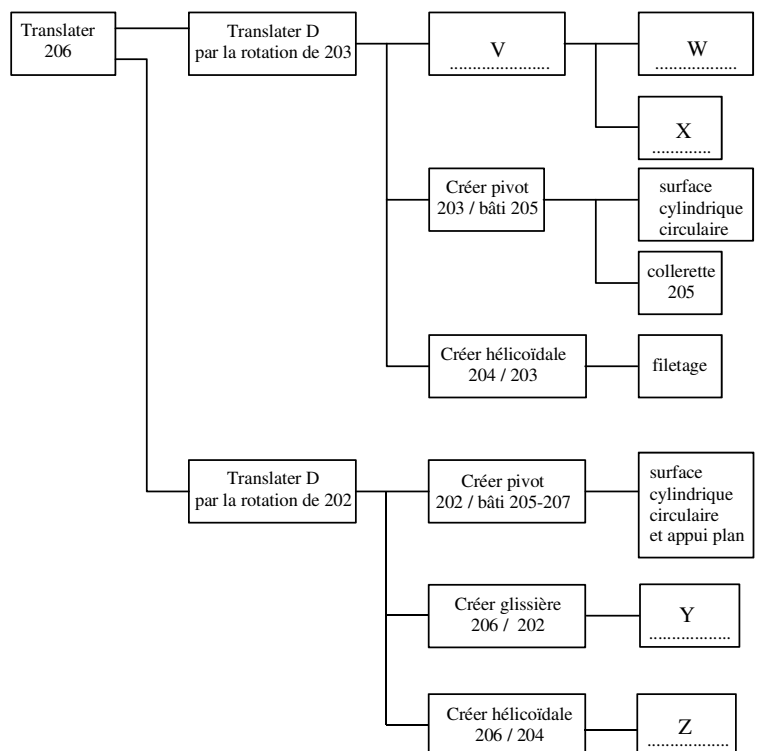 Translater
206
Translater D
par la rotation de 203
V
.....................
W
.................
X
.............
Créer pivot
203 / bâti 205
surface
cylindrique
circulaire
collerette
205
Créer hélicoïdale
204 / 203
filetage
Translater D
par la rotation de 202
Créer pivot
202 / bâti 205-207
surface
cylindrique
circulaire
et appui plan
Créer glissière
206 / 202
Y
..................
Créer hélicoïdale
206 / 204
Z
..................